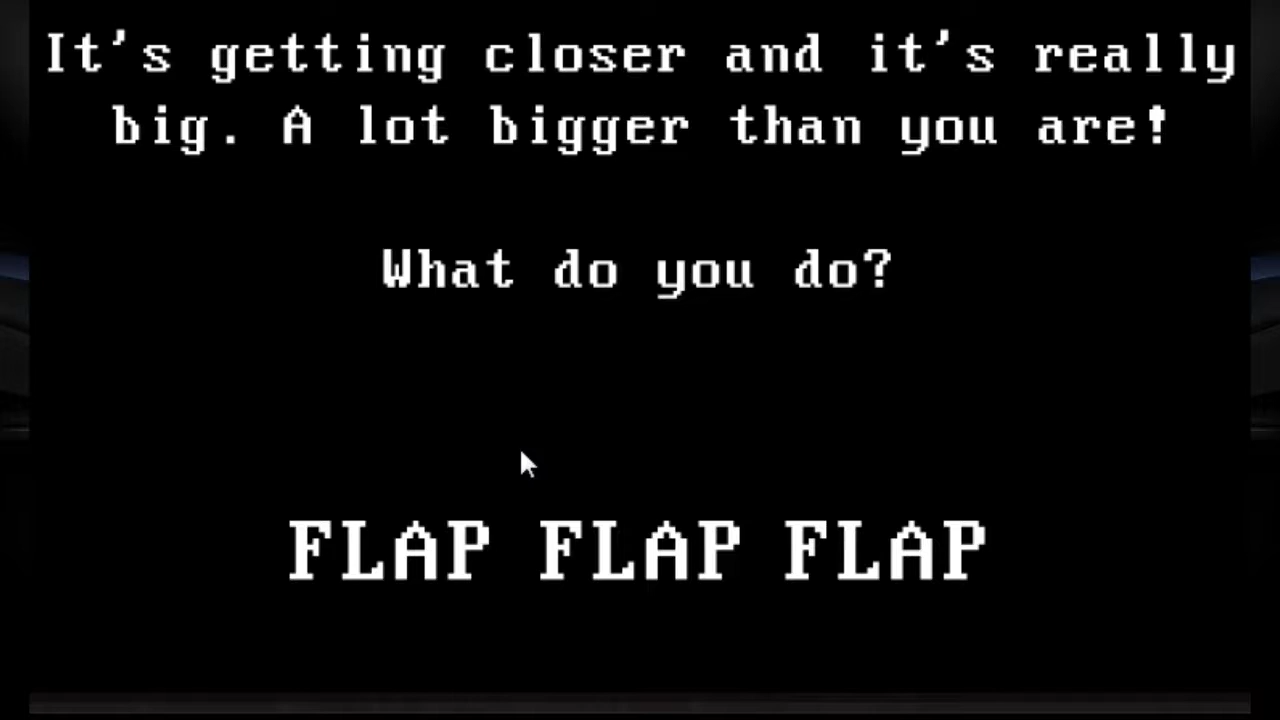 It's getting closer and it's really
big. A lot bigger than you are!
What do you do?
FLAP FLAP FLAP